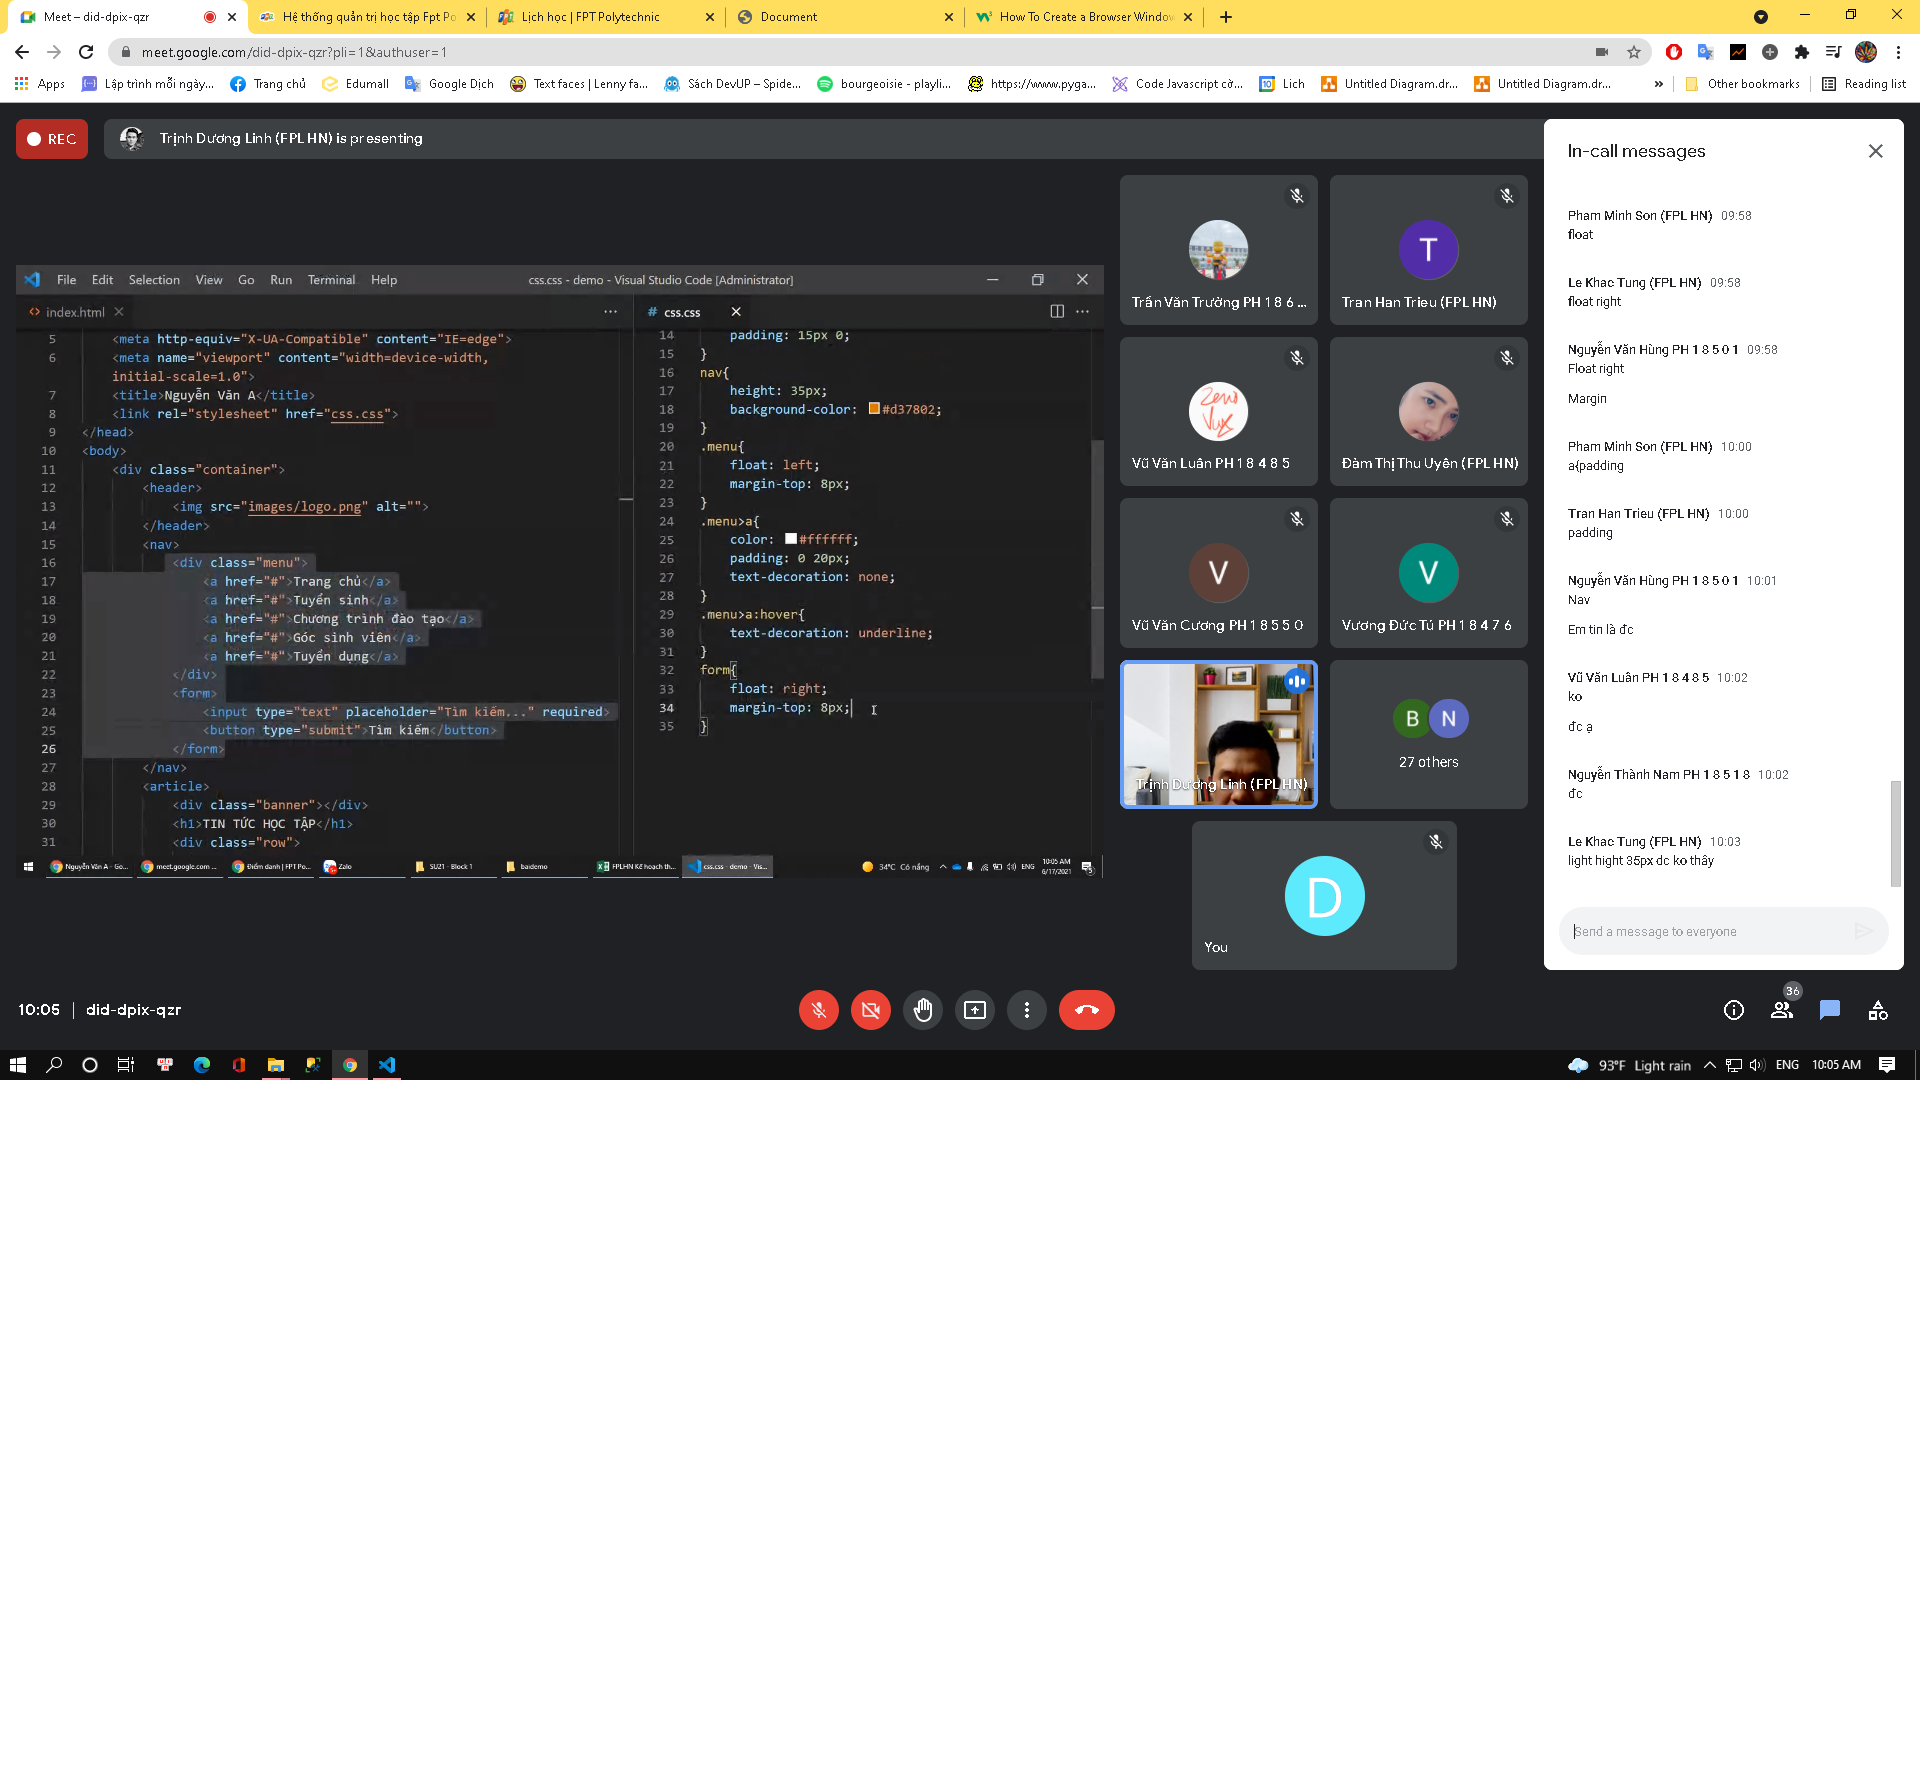 Meet – did-dpix-qzr
Hệ thống quản trị học tập Fpt Po
Lịch học | FPT Polytechnic
Document
How To Create a Browser Window
meet.google.com/did-dpix-qzr?pli=1&authuser=1
Apps
Lập trình mỗi ngày...
Trang chủ
Edumall
Google Dịch
Text faces | Lenny fa...
Sách DevUP – Spide...
bourgeoisie - playli...
https://www.pyga...
Code Javascript cờ...
Lich
Untitled Diagram.dr...
Untitled Diagram.dr...
»
Other bookmarks
Reading list
REC
Trịnh Dương Linh (FPL HN) is presenting
File Edit Selection View Go Run Terminal Help
css.css - demo - Visual Studio Code [Administrator]
index.html
# css.css
5 <meta http-equiv="X-UA-Compatible" content="IE=edge">
6 <meta name="viewport" content="width=device-width,
initial-scale=1.0">
7 <title>Nguyễn Văn A</title>
8 <link rel="stylesheet" href="css.css">
9 </head>
10 <body>
11 <div class="container">
12 <header>
13 <img src="images/logo.png" alt="">
14 </header>
15 <nav>
16 <div class="menu">
17 <a href="#">Trang chủ</a>
18 <a href="#">Tuyển sinh</a>
19 <a href="#">Chương trình đào tạo</a>
20 <a href="#">Góc sình viên</a>
21 <a href="#">Tuyển dụng</a>
22 </div>
23 <form>
24 <input type="text" placeholder="Tìm kiếm..." required>
25 <button type="submit">Tìm kiếm</button>
26 </form>
27 </nav>
28 <article>
29 <div class="banner"></div>
30 <h1>TIN TỨC HỌC TẬP</h1>
31 <div class="row">
14 padding: 15px 0;
15 }
16 nav{
17 height: 35px;
18 background-color: #d37802;
19 }
20 .menu{
21 float: left;
22 margin-top: 8px;
23 }
24 .menu>a{
25 color: #ffffff;
26 padding: 0 20px;
27 text-decoration: none;
28 }
29 .menu>a:hover{
30 text-decoration: underline;
31 }
32 form{
33 float: right;
34 margin-top: 8px;
35 }
Nguyễn Văn A - Go...
meet.google.com ...
Điểm danh | FPT Po...
Zalo
SU21 - Block 1
baidemo
FPLHN Kế hoạch th...
css.css - demo - Vis...
34°C Có nắng
ENG
10:05 AM
6/17/2021
Trần Văn Trường PH 1 8 6 ...
T
Tran Han Trieu (FPL HN)
Zeno
Vux
Vũ Văn Luân PH 1 8 4 8 5
Đàm Thị Thu Uyên (FPL HN)
V
Vũ Văn Cương PH 1 8 5 5 0
V
Vương Đức Tú PH 1 8 4 7 6
Trịnh Dương Linh (FPL HN)
B N
27 others
D
You
In-call messages
Pham Minh Son (FPL HN) 09:58
float
Le Khac Tung (FPL HN) 09:58
float right
Nguyễn Văn Hùng PH 1 8 5 0 1 09:58
Float right
Margin
Pham Minh Son (FPL HN) 10:00
a{padding
Tran Han Trieu (FPL HN) 10:00
padding
Nguyễn Văn Hùng PH 1 8 5 0 1 10:01
Nav
Em tin là đc
Vũ Văn Luân PH 1 8 4 8 5 10:02
ko
đc ạ
Nguyễn Thành Nam PH 1 8 5 1 8 10:02
đc
Le Khac Tung (FPL HN) 10:03
light hight 35px dc ko thây
Send a message to everyone
10:05 | did-dpix-qzr
36
93°F Light rain
ENG
10:05 AM